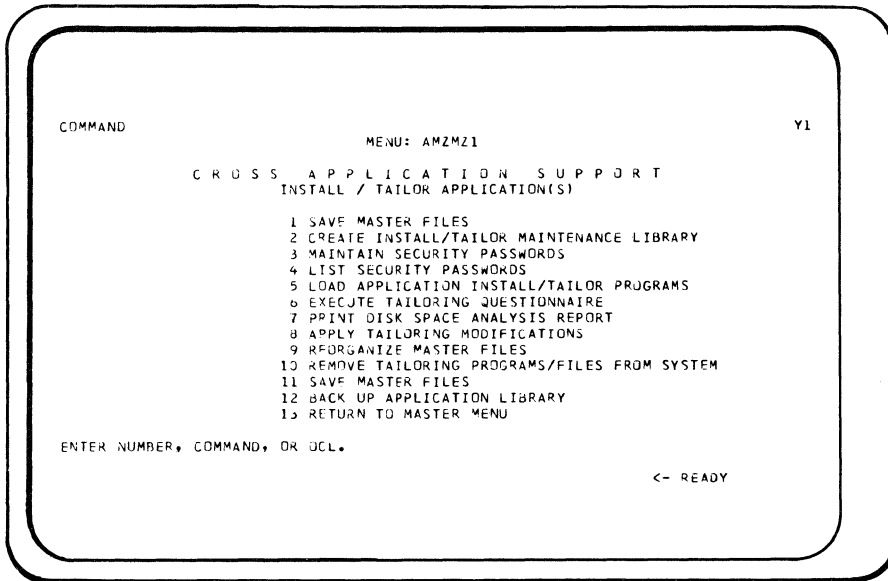 COMMAND Y1
MENU: AMZMZ1
C R O S S A P P L I C A T I O N S U P P O R T
INSTALL / TAILOR APPLICATION(S)
1 SAVE MASTER FILES
2 CREATE INSTALL/TAILOR MAINTENANCE LIBRARY
3 MAINTAIN SECURITY PASSWORDS
4 LIST SECURITY PASSWORDS
5 LOAD APPLICATION INSTALL/TAILOR PROGRAMS
6 EXECUTE TAILORING QUESTIONNAIRE
7 PRINT DISK SPACE ANALYSIS REPORT
8 APPLY TAILORING MODIFICATIONS
9 REORGANIZE MASTER FILES
10 REMOVE TAILORING PROGRAMS/FILES FROM SYSTEM
11 SAVE MASTER FILES
12 BACK UP APPLICATION LIBRARY
13 RETURN TO MASTER MENU
ENTER NUMBER, COMMAND, OR OCL.
<- READY